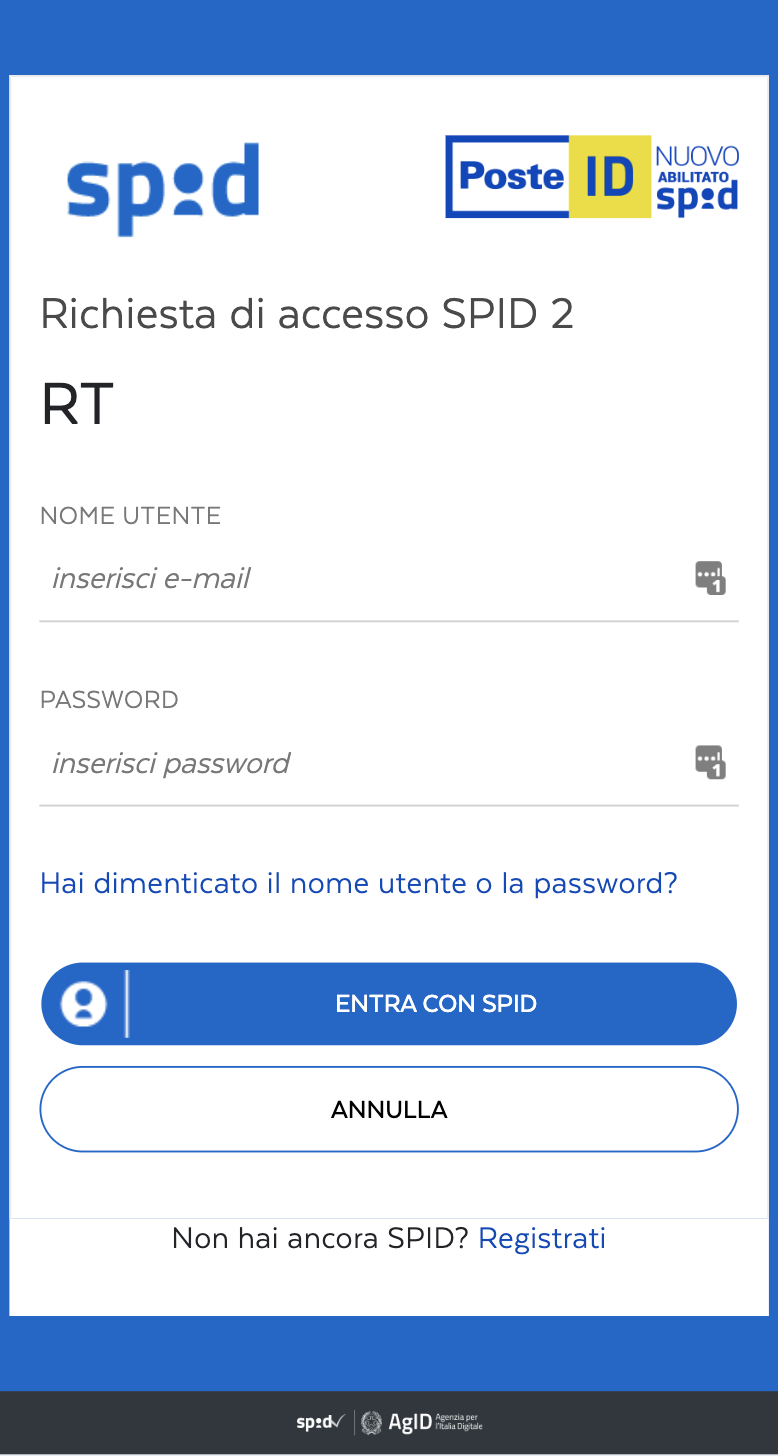 spid
Poste ID NUOVO ABILITATO spid
Richiesta di accesso SPID 2
RT
NOME UTENTE
inserisci e-mail
1
PASSWORD
inserisci password
1
Hai dimenticato il nome utente o la password?
ENTRA CON SPID
ANNULLA
Non hai ancora SPID? Registrati
spid AgID Agenzia per l'Italia Digitale